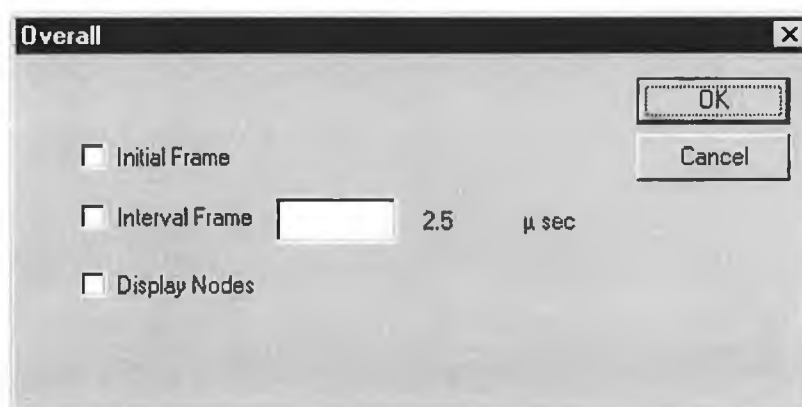 Overall
OK
Initial Frame
Cancel
Interval Frame 2.5 µ sec
Display Nodes